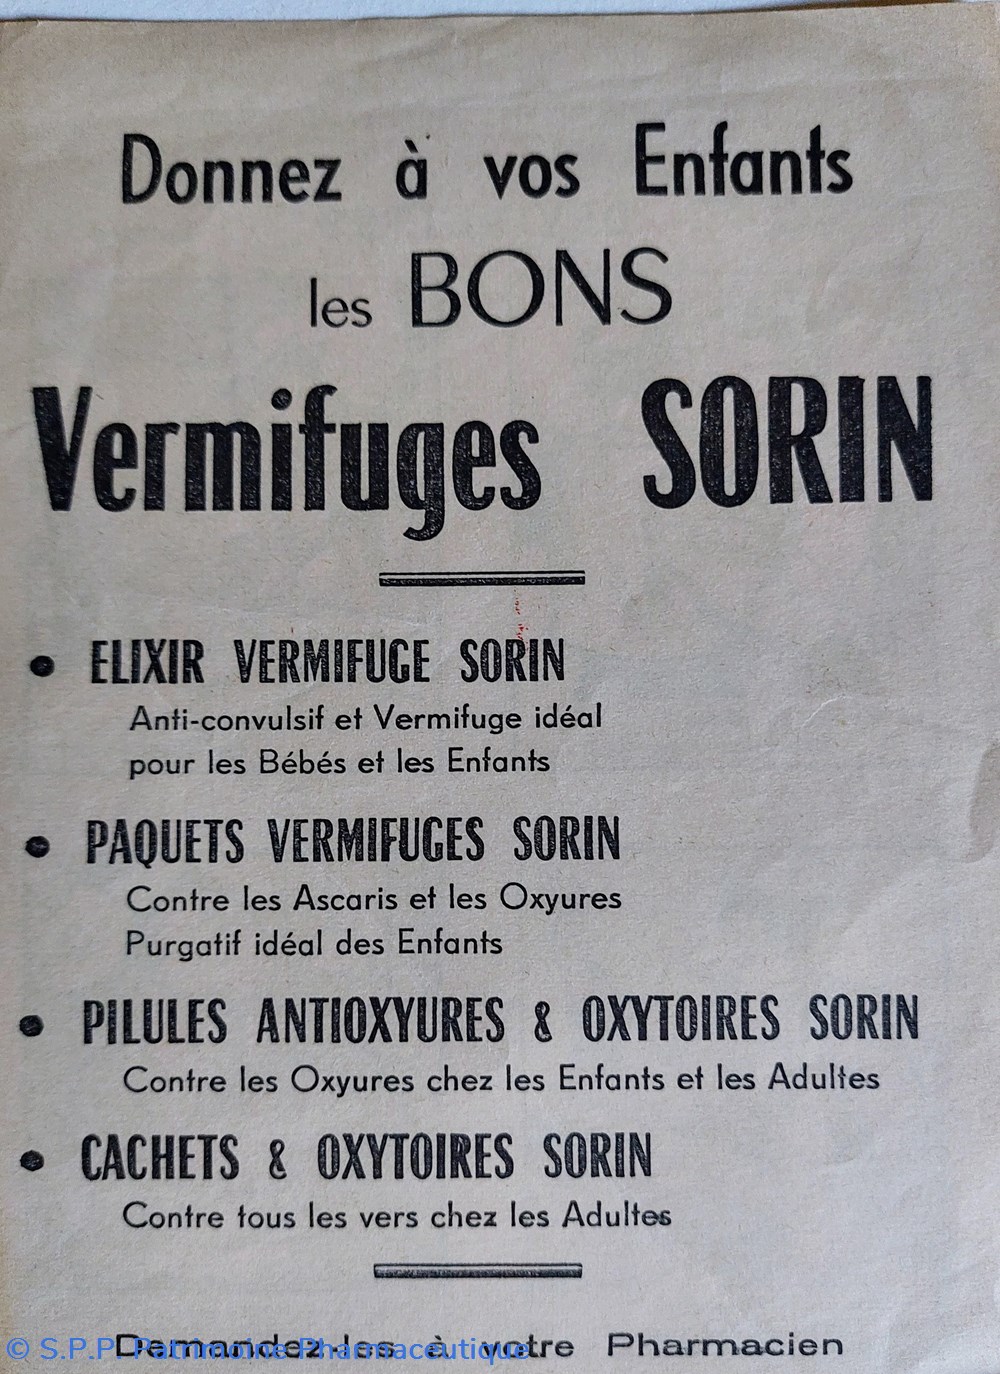 Donnez à vos Enfants
les BONS
Vermifuges SORIN
• ELIXIR VERMIFUGE SORIN
Anti-convulsif et Vermifuge idéal
pour les Bébés et les Enfants
• PAQUETS VERMIFUGES SORIN
Contre les Ascaris et les Oxyures
Purgatif idéal des Enfants
• PILULES ANTIOXYURES & OXYTOIRES SORIN
Contre les Oxyures chez les Enfants et les Adultes
• CACHETS & OXYTOIRES SORIN
Contre tous les vers chez les Adultes
Demandez-les à votre Pharmacien
© S.P.P. Patrimoine Pharmaceutique